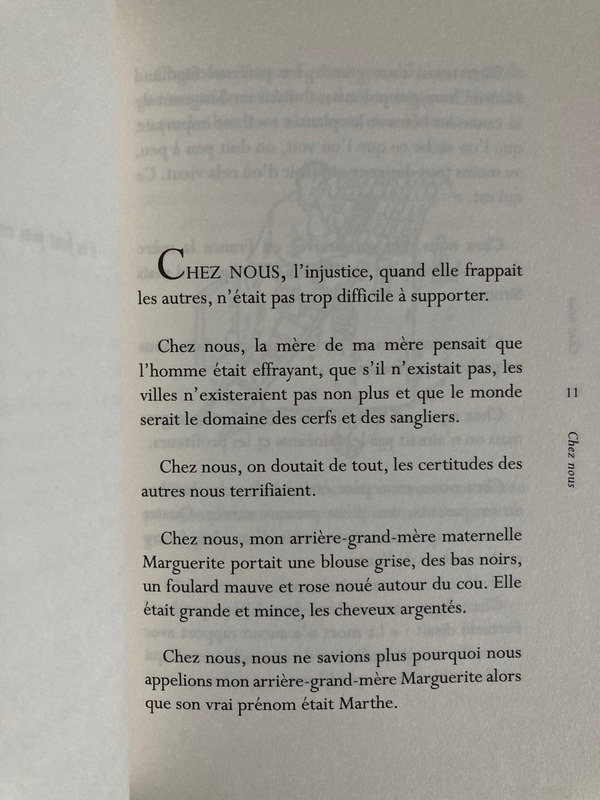 CHEZ NOUS, l'injustice, quand elle frappait
les autres, n'était pas trop difficile à supporter.
Chez nous, la mère de ma mère pensait que
l'homme était effrayant, que s'il n'existait pas, les
villes n'existeraient pas non plus et que le monde
serait le domaine des cerfs et des sangliers.
Chez nous, on doutait de tout, les certitudes des
autres nous terrifiaient.
Chez nous, mon arrière-grand-mère maternelle
Marguerite portait une blouse grise, des bas noirs,
un foulard mauve et rose noué autour du cou. Elle
était grande et mince, les cheveux argentés.
Chez nous, nous ne savions plus pourquoi nous
appelions mon arrière-grand-mère Marguerite alors
que son vrai prénom était Marthe.
11
Chez nous